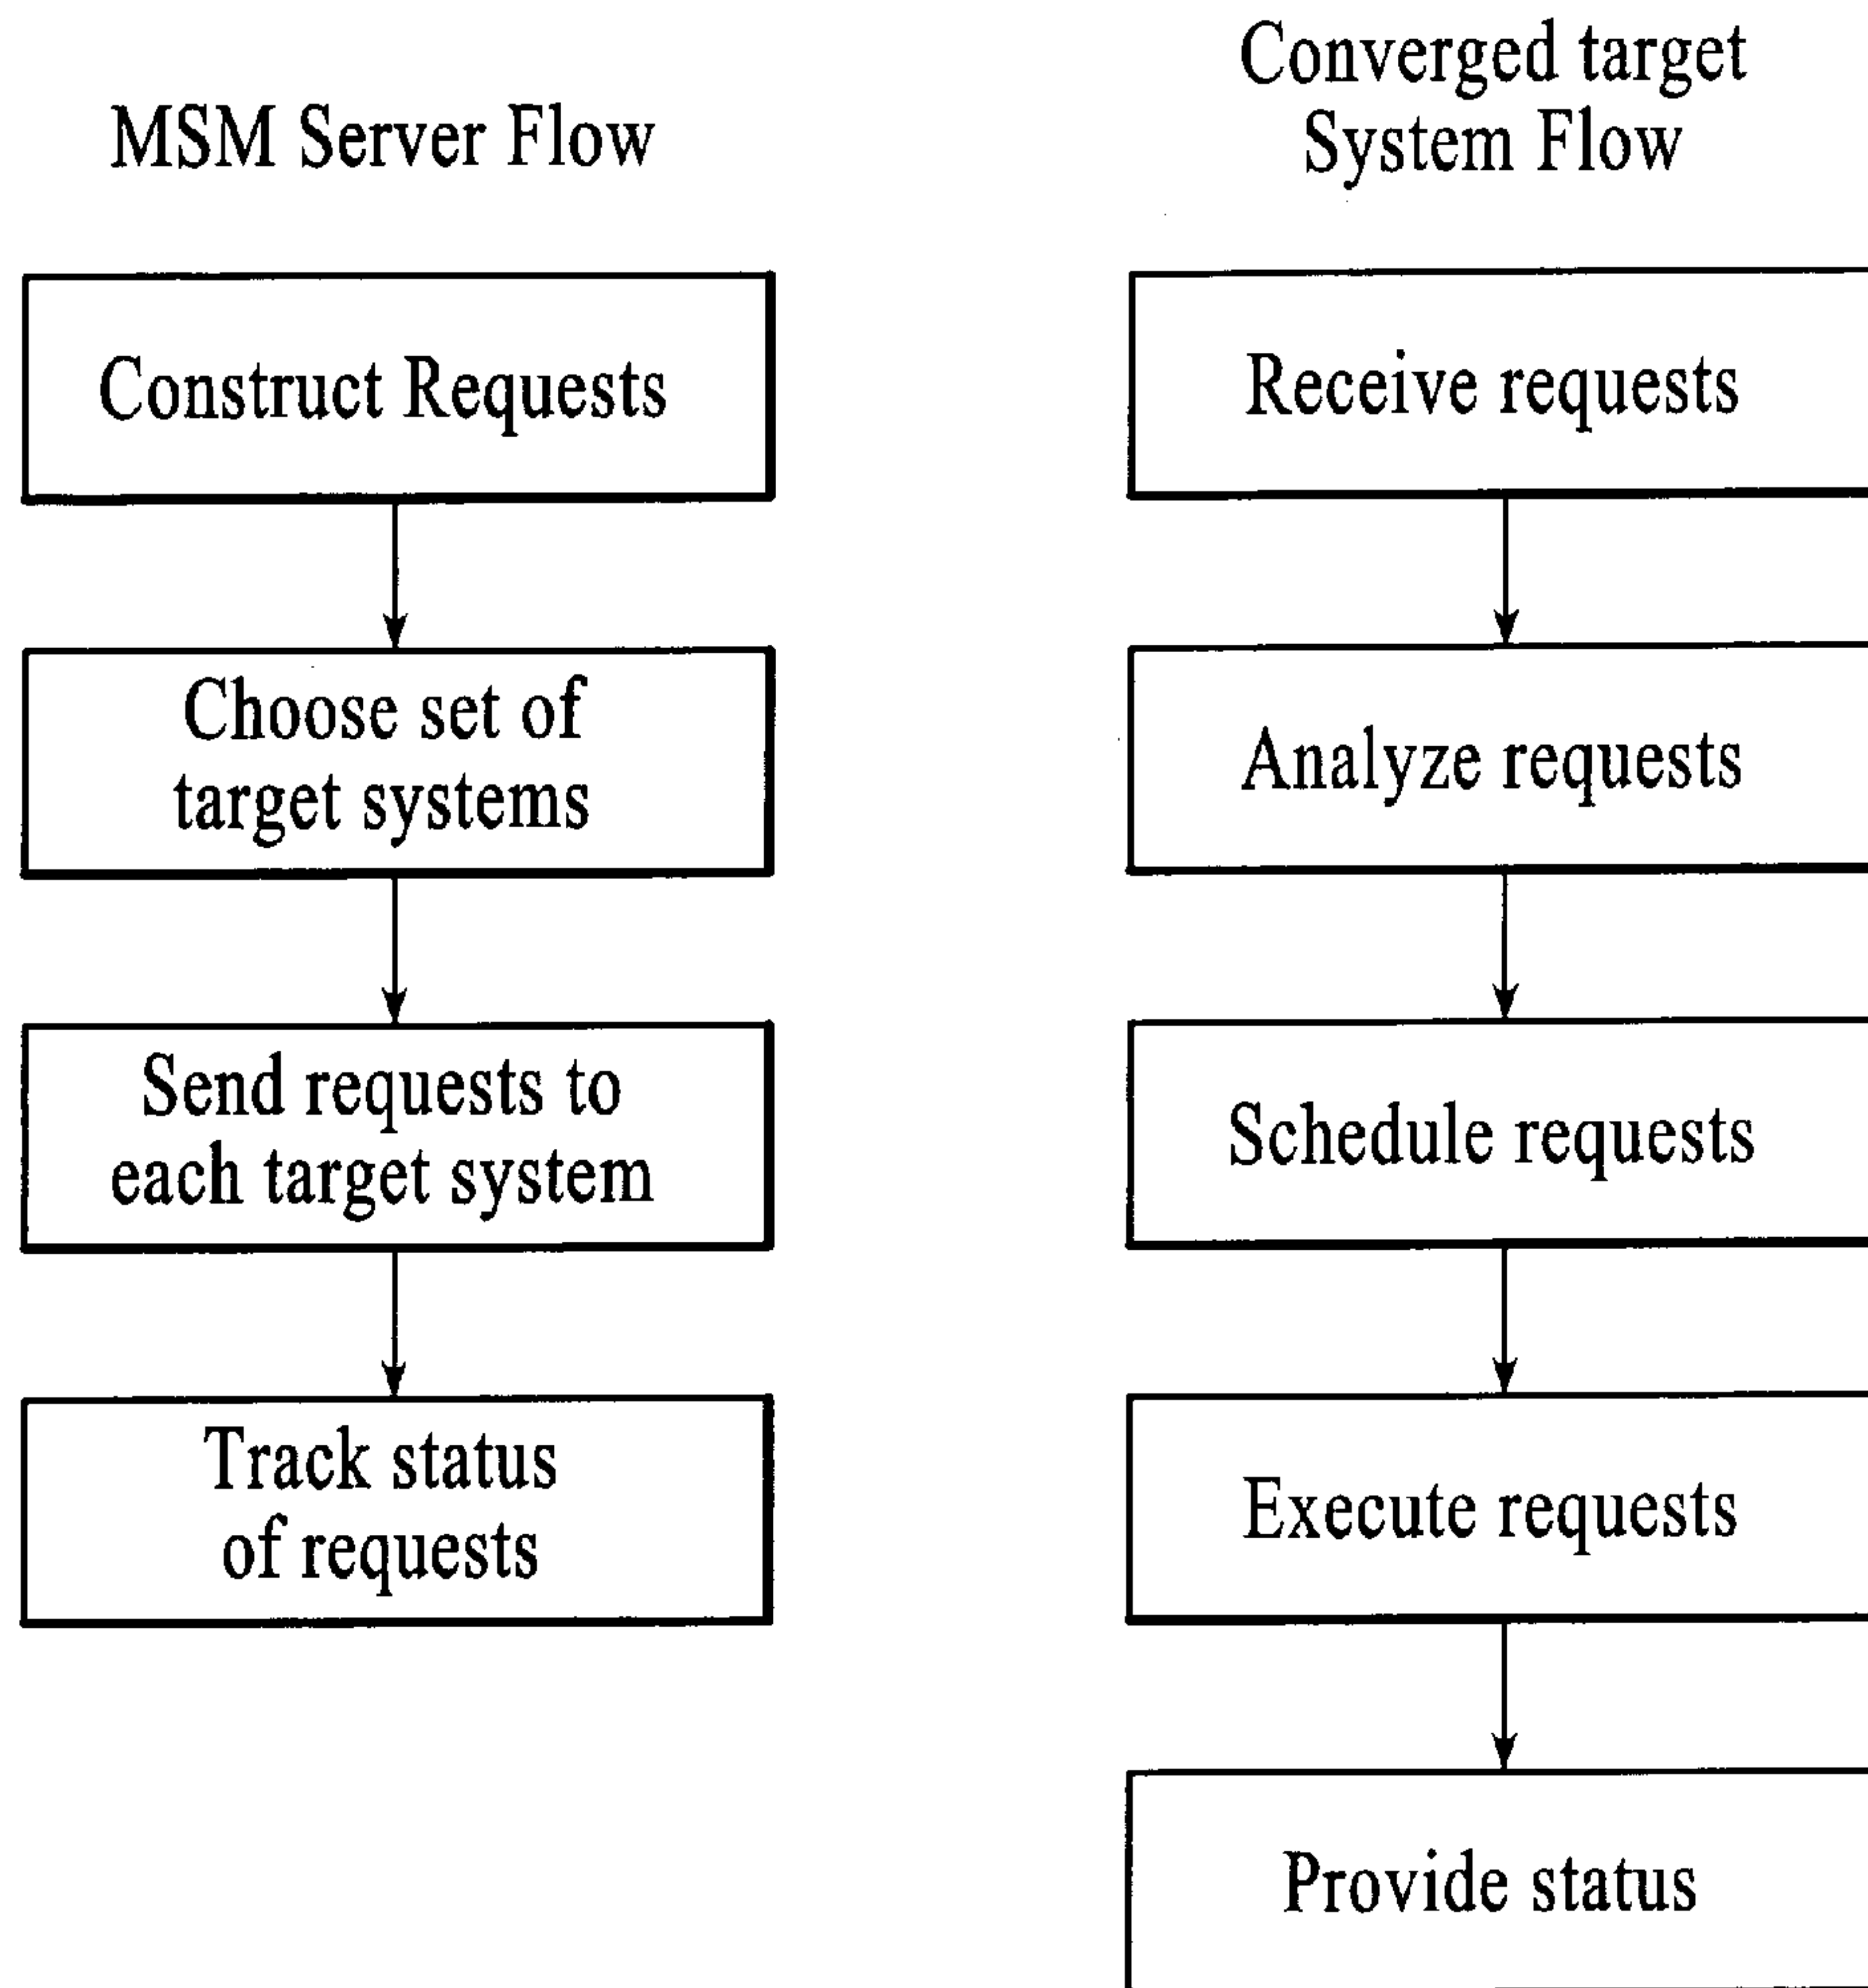 MSM Server Flow
Construct Requests
Choose set of
target systems
Send requests to
each target system
Track status
of requests
Converged target
System Flow
Receive requests
Analyze requests
Schedule requests
Execute requests
Provide status